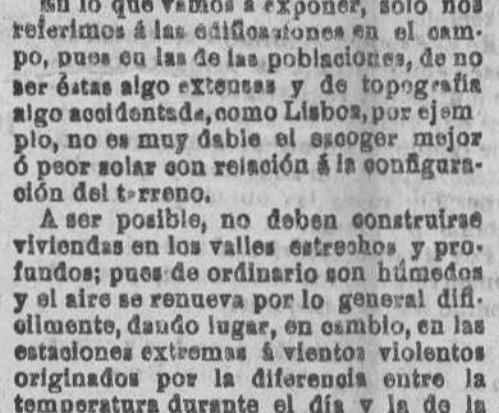 En lo que vamos á exponer, sólo nos
referimos á las edificaciones en el cam-
po, pues en las de las poblaciones, de no
ser éstas algo extensas y de topografía
algo accidentada, como Lisboa, por ejem
plo, no es muy dable el escoger mejor
ó peor solar con relación á la configura-
ción del terreno.
A ser posible, no deben construirse
viviendas en los valles estrechos y pro-
fundos; pues de ordinario son húmedos
y el aire se renueva por lo general difí-
cilmente, dando lugar, en cambio, en las
estaciones extremas á vientos violentos
originados por la diferencia entre la
temperatura durante el día y la de la